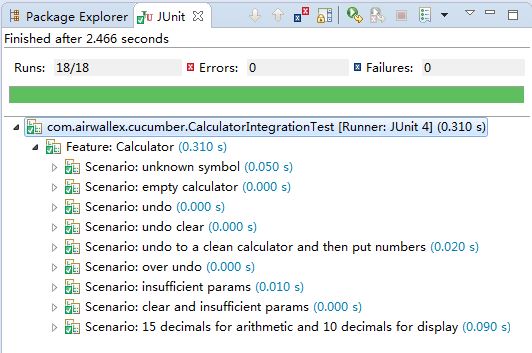 Package Explorer JUnit
Finished after 2.466 seconds
Runs: 18/18 Errors: 0 Failures: 0
com.airwallex.cucumber.CalculatorIntegrationTest [Runner: JUnit 4] (0.310 s)
Feature: Calculator (0.310 s)
Scenario: unknown symbol (0.050 s)
Scenario: empty calculator (0.000 s)
Scenario: undo (0.000 s)
Scenario: undo clear (0.000 s)
Scenario: undo to a clean calculator and then put numbers (0.020 s)
Scenario: over undo (0.000 s)
Scenario: insufficient params (0.010 s)
Scenario: clear and insufficient params (0.000 s)
Scenario: 15 decimals for arithmetic and 10 decimals for display (0.090 s)